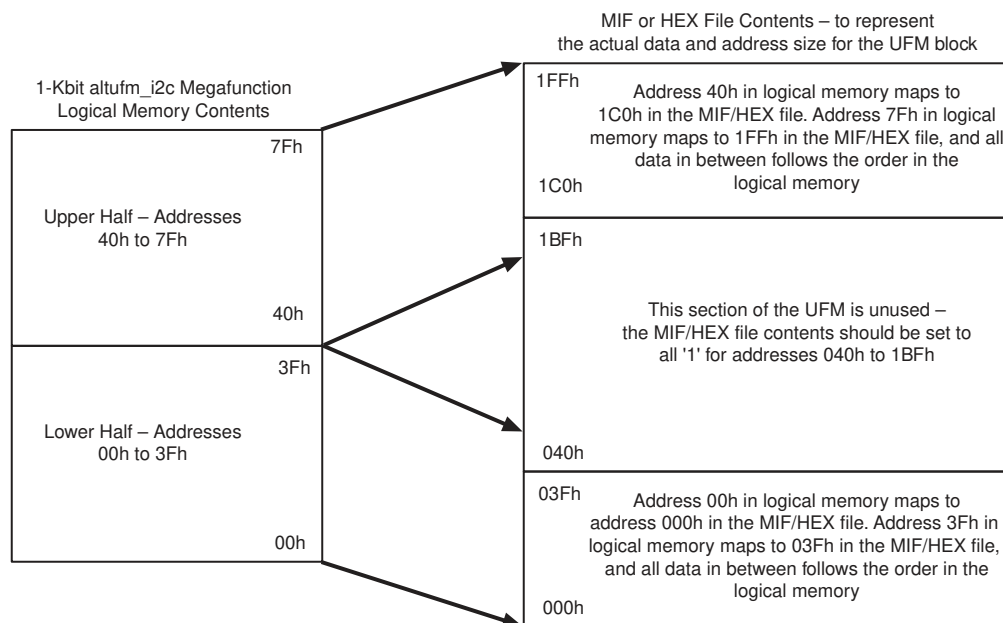 MIF or HEX File Contents – to represent
the actual data and address size for the UFM block
1-Kbit altufm_i2c Megafunction
Logical Memory Contents
7Fh
Upper Half – Addresses
40h to 7Fh
40h
3Fh
Lower Half – Addresses
00h to 3Fh
00h
1FFh
Address 40h in logical memory maps to
1C0h in the MIF/HEX file. Address 7Fh in logical
memory maps to 1FFh in the MIF/HEX file, and all
data in between follows the order in the
logical memory
1C0h
1BFh
This section of the UFM is unused –
the MIF/HEX file contents should be set to
all '1' for addresses 040h to 1BFh
040h
03Fh
Address 00h in logical memory maps to
address 000h in the MIF/HEX file. Address 3Fh in
logical memory maps to 03Fh in the MIF/HEX file,
and all data in between follows the order in the
logical memory
000h